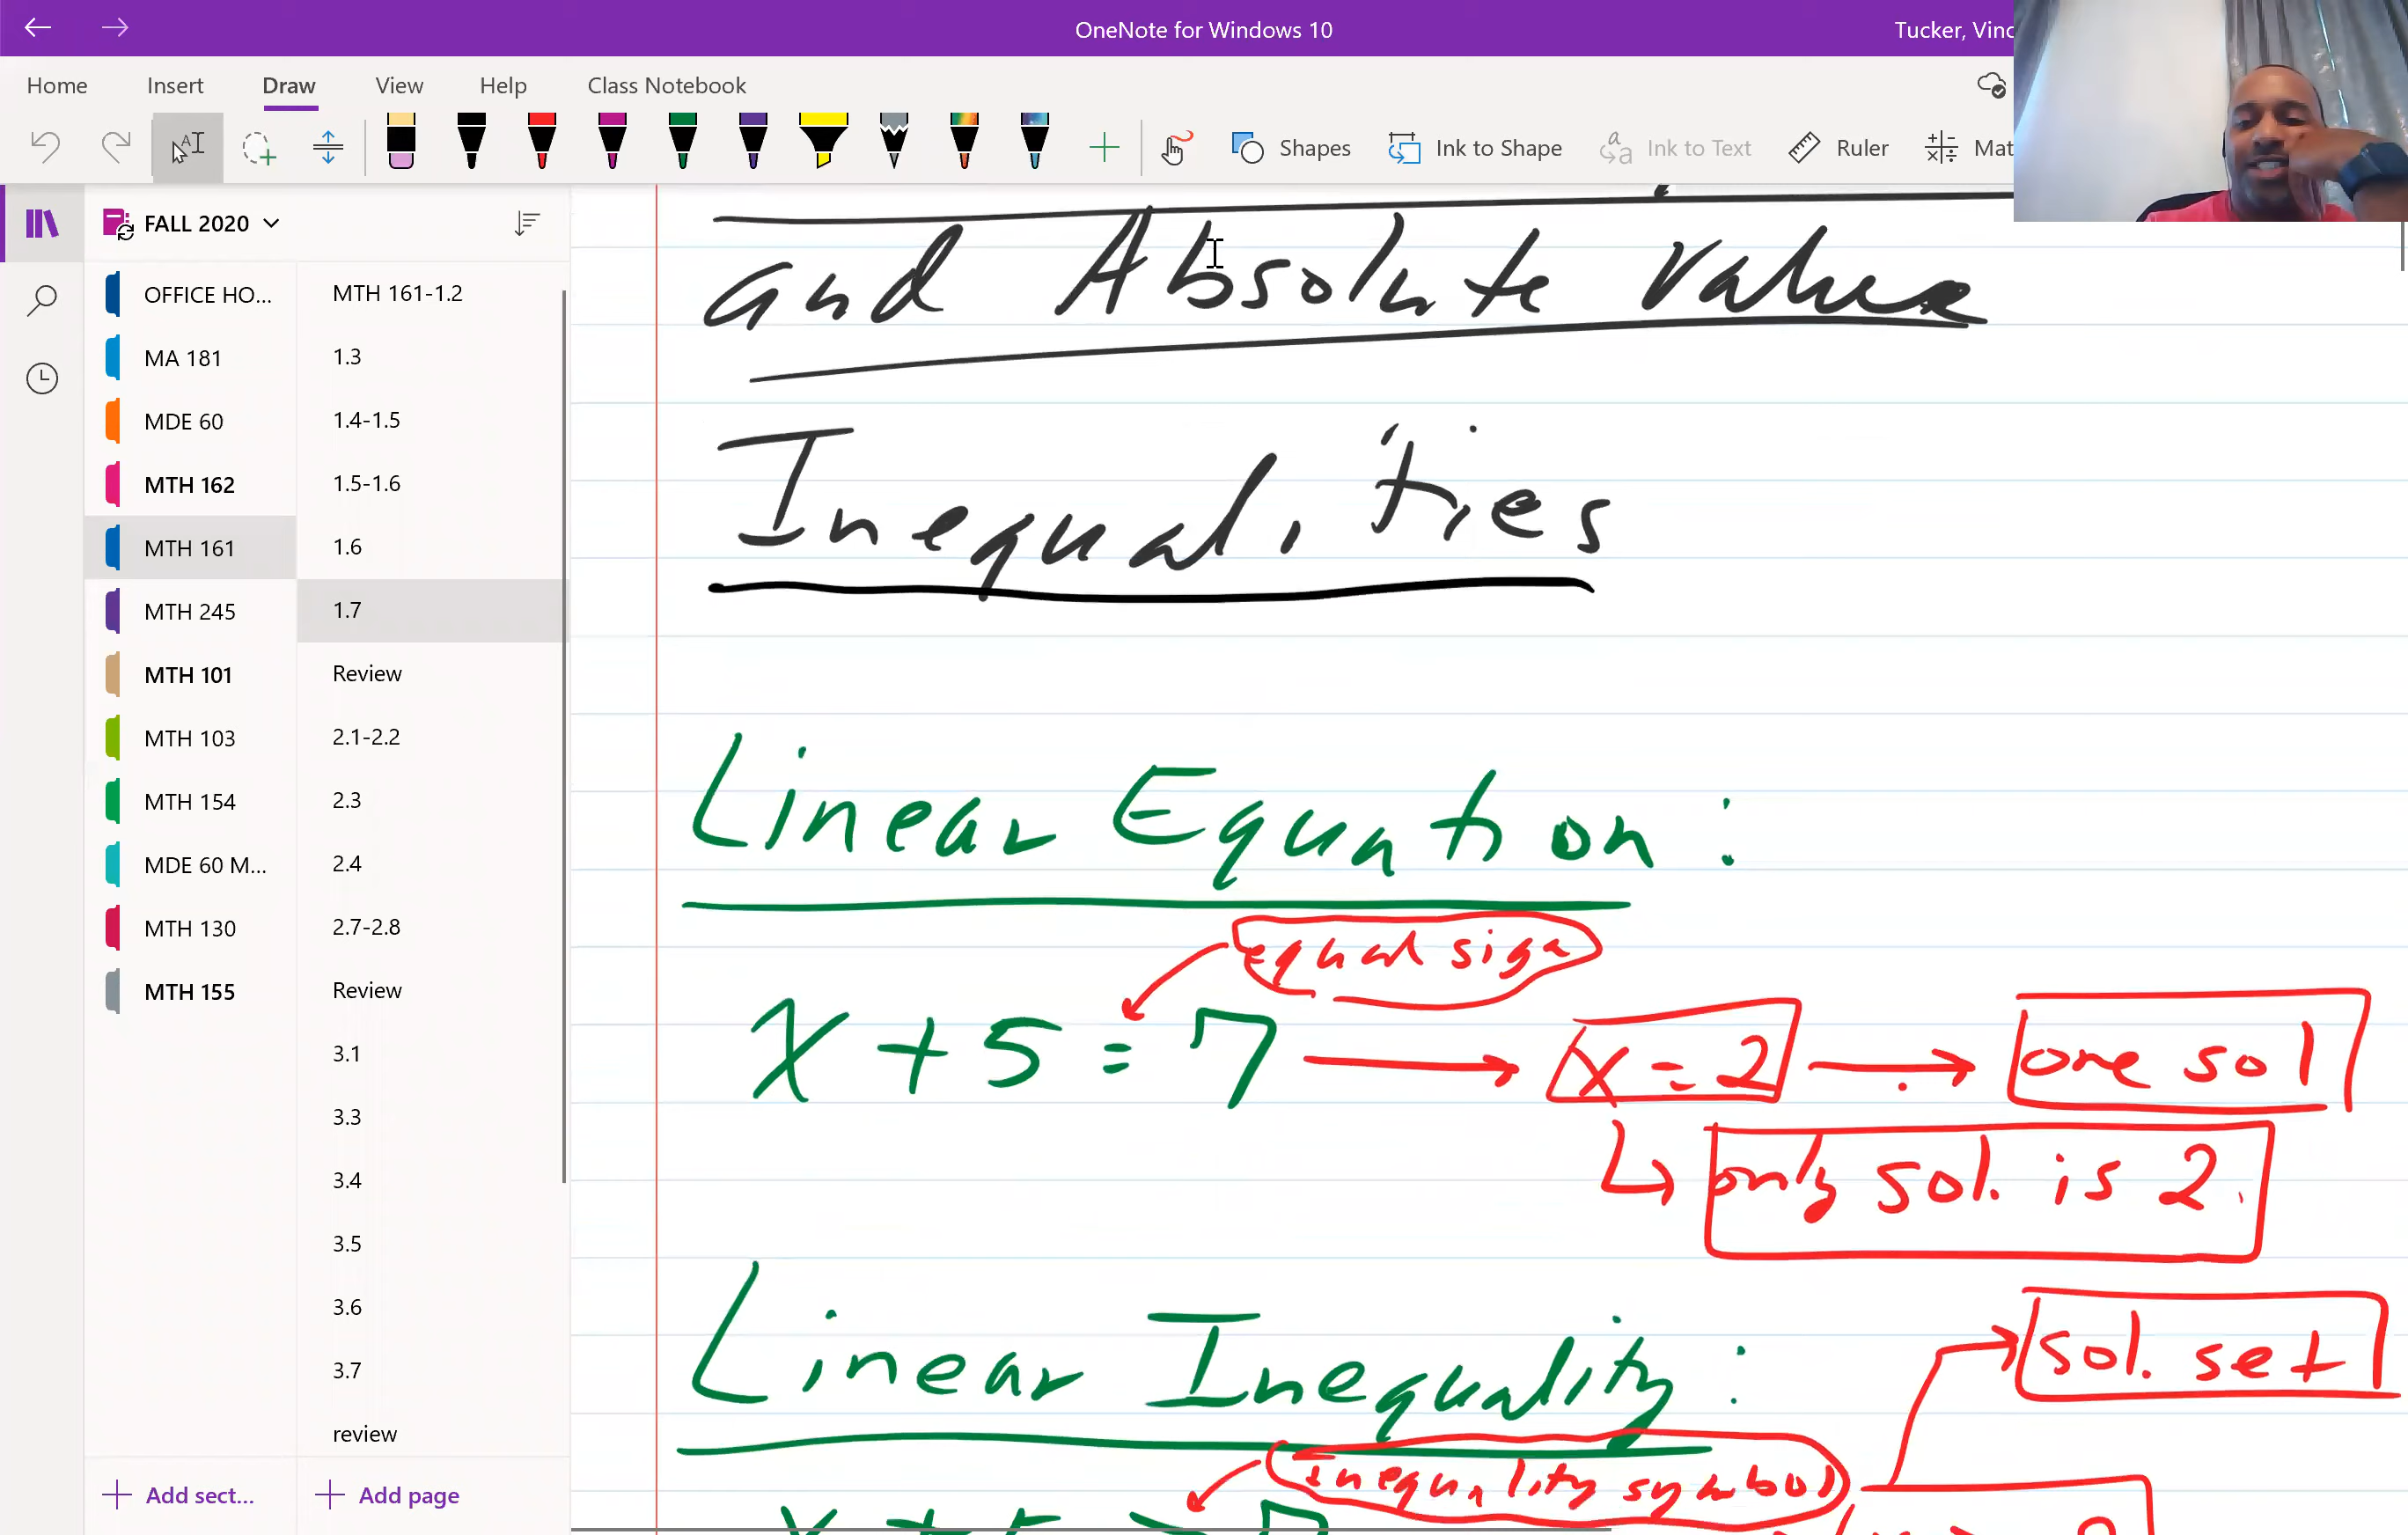 OneNote for Windows 10
Tucker, Vinc
Home Insert Draw View Help Class Notebook
Shapes Ink to Shape Ink to Text Ruler Mat
FALL 2020
OFFICE HO...
MA 181
MDE 60
MTH 162
MTH 161
MTH 245
MTH 101
MTH 103
MTH 154
MDE 60 M...
MTH 130
MTH 155
Add sect...
MTH 161-1.2
1.3
1.4-1.5
1.5-1.6
1.6
1.7
Review
2.1-2.2
2.3
2.4
2.7-2.8
Review
3.1
3.3
3.4
3.5
3.6
3.7
review
Add page
and Absolute Value
Inequalities
Linear Equation:
equal sign
x + 5 = 7 → x = 2 → one sol
only sol. is 2.
sol. set
Linear Inequality:
Inequality symbol